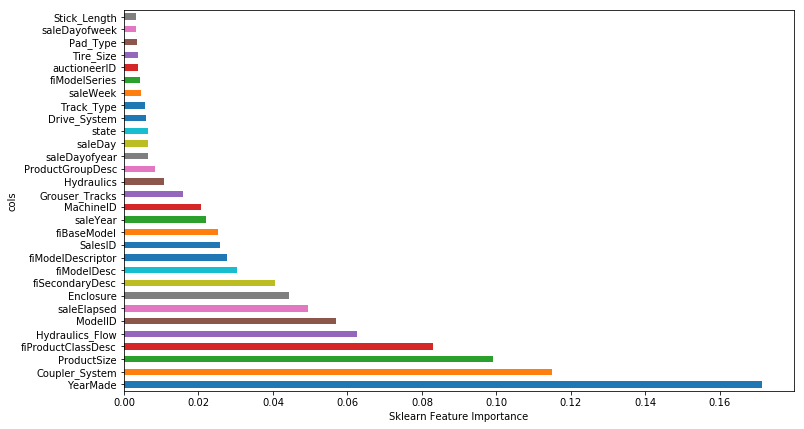 Stick_Length
saleDayofweek
Pad_Type
Tire_Size
auctioneerID
fiModelSeries
saleWeek
Track_Type
Drive_System
state
saleDay
saleDayofyear
ProductGroupDesc
Hydraulics
Grouser_Tracks
MachineID
saleYear
fiBaseModel
SalesID
fiModelDescriptor
fiModelDesc
fiSecondaryDesc
Enclosure
saleElapsed
ModelID
Hydraulics_Flow
fiProductClassDesc
ProductSize
Coupler_System
YearMade
cols
0.00 0.02 0.04 0.06 0.08 0.10 0.12 0.14 0.16
Sklearn Feature Importance